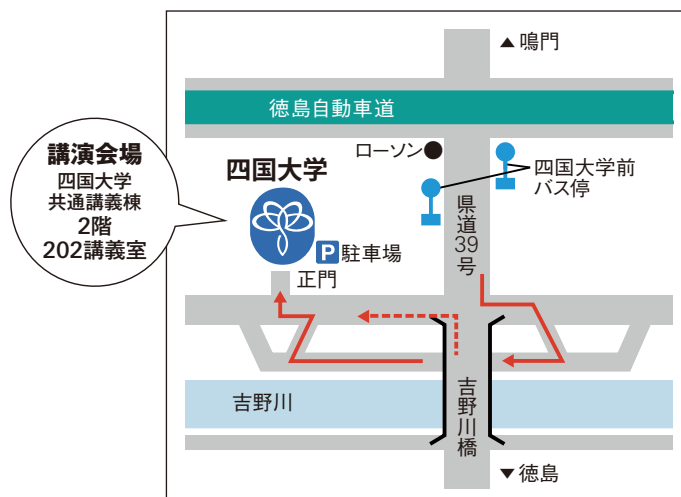 ▲鳴門
徳島自動車道
講演会場
四国大学
共通講義棟
2階
202講義室
四国大学
ローソン
四国大学前
バス停
県道39号
P駐車場
正門
吉野川
吉野川橋
▼徳島